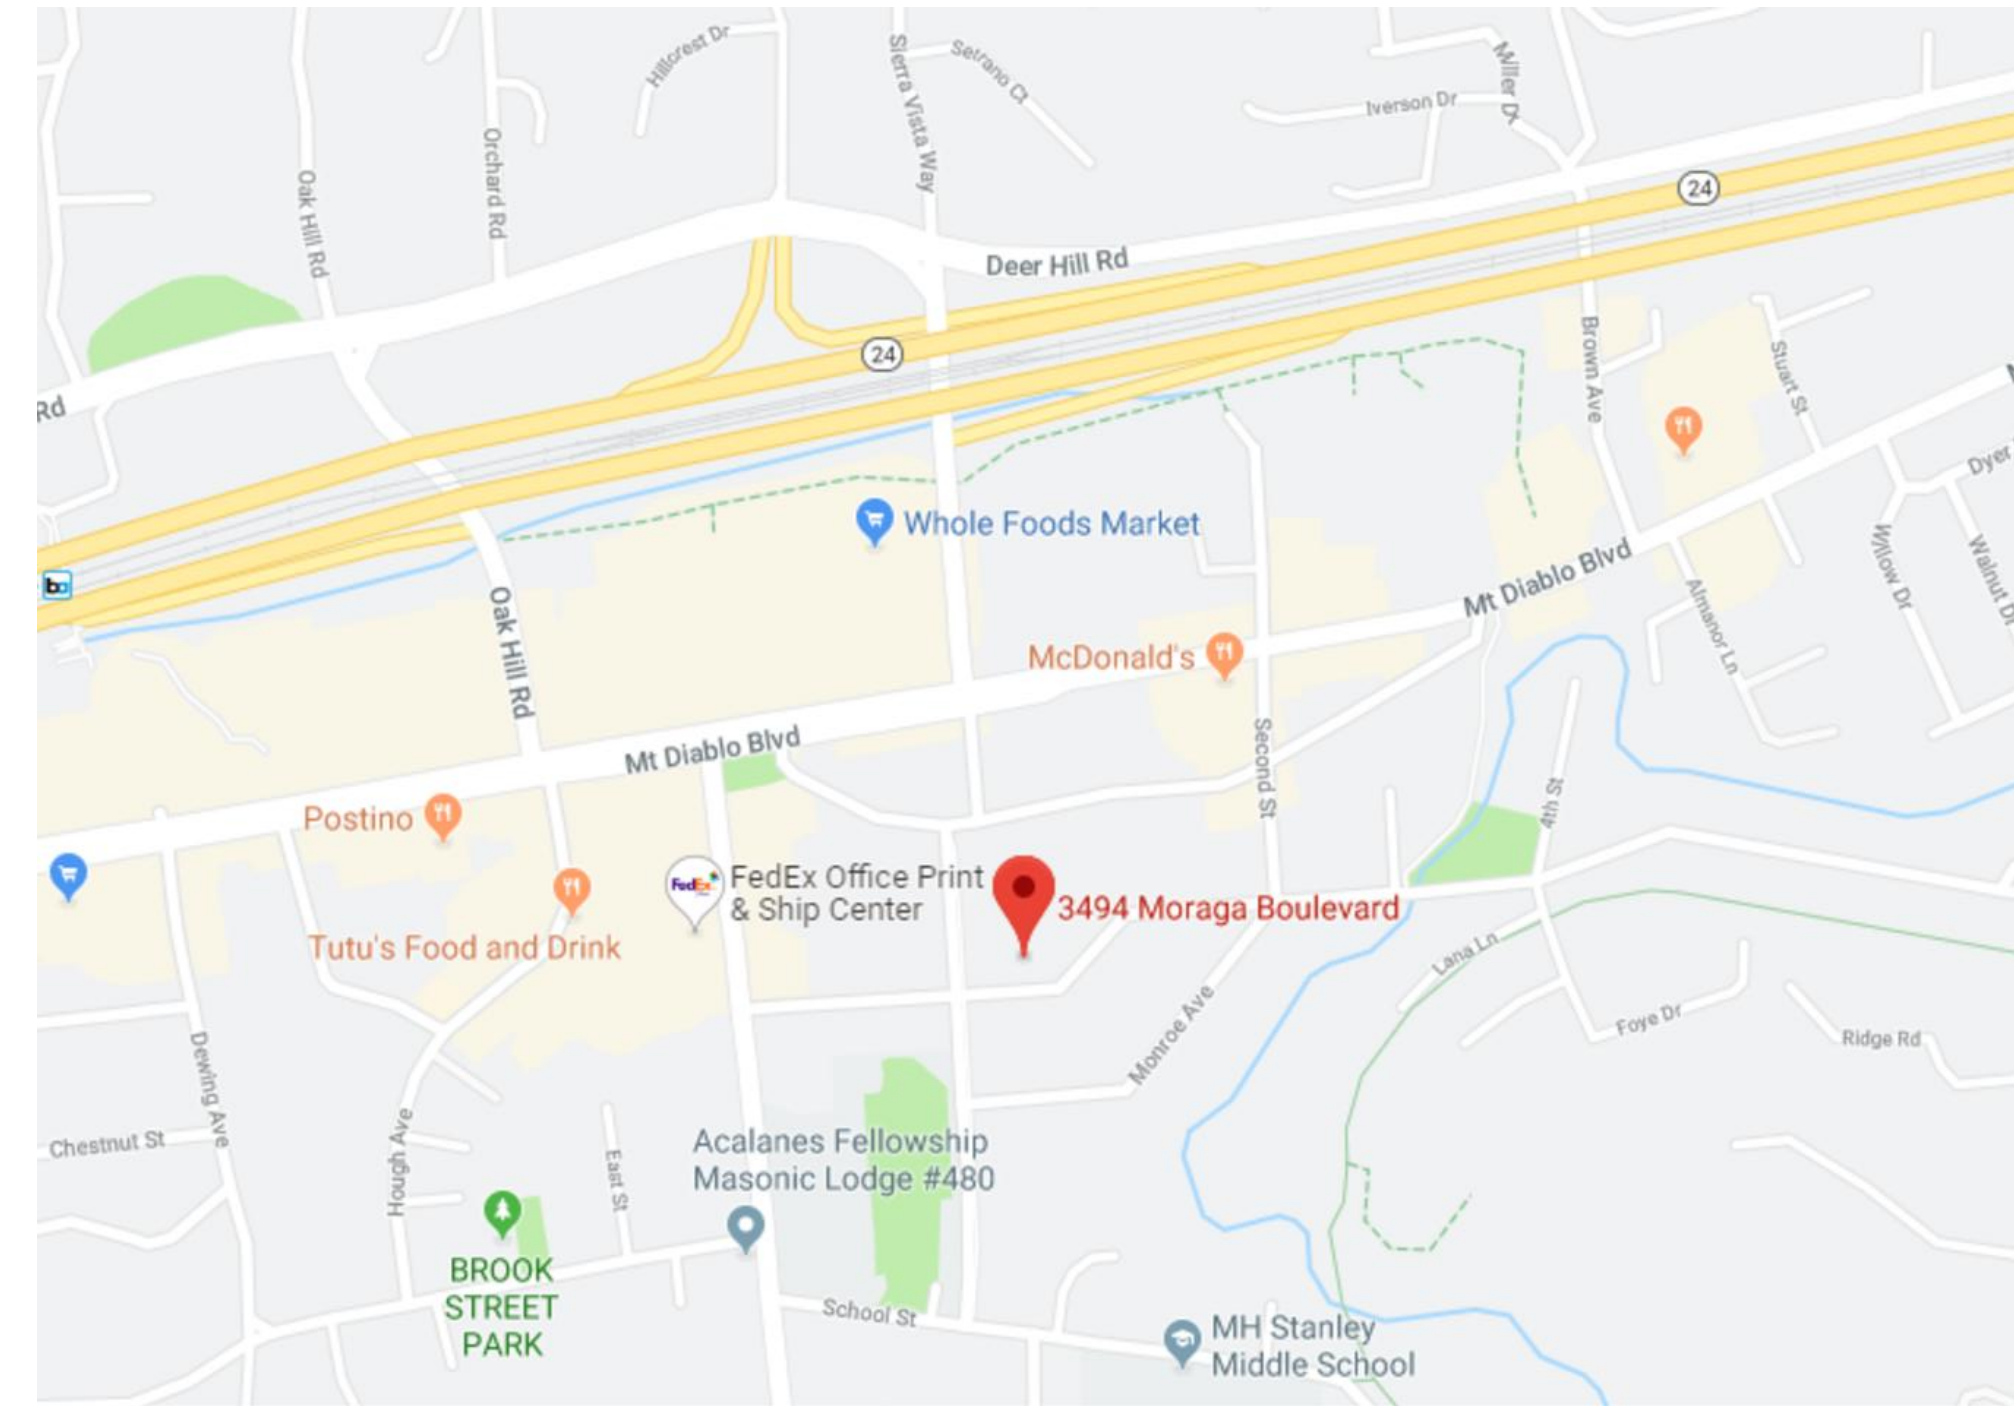 Hillcrest Dr
Sierra Vista Way
Serrano Ct
Miller Dr
Iverson Dr
Orchard Rd
Oak Hill Rd
24
Deer Hill Rd
24
Brown Ave
Stuart St
Rd
Dyer
Whole Foods Market
Willow Dr
Walnut Dr
Mt Diablo Blvd
Almanor Ln
Oak Hill Rd
McDonald's
Mt Diablo Blvd
Second St
4th St
Postino
FedEx
FedEx Office Print
& Ship Center
3494 Moraga Boulevard
Tutu's Food and Drink
Lana Ln
Monroe Ave
Foye Dr
Ridge Rd
Dewing Ave
Chestnut St
Hough Ave
East St
Acalanes Fellowship
Masonic Lodge #480
BROOK
STREET
PARK
School St
MH Stanley
Middle School